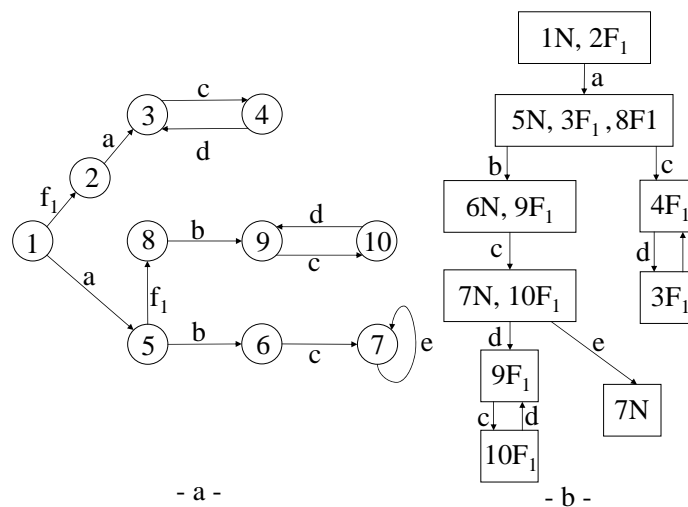 1N, 2F₁
a
5N, 3F₁ ,8F1
b
c
6N, 9F₁
4F₁
c
d
7N, 10F₁
3F₁
d
e
9F₁
7N
c
d
10F₁
- b -
c
3
4
a
d
2
f₁
1
8
b
9
d
10
c
a
f₁
5
b
6
c
7
e
- a -